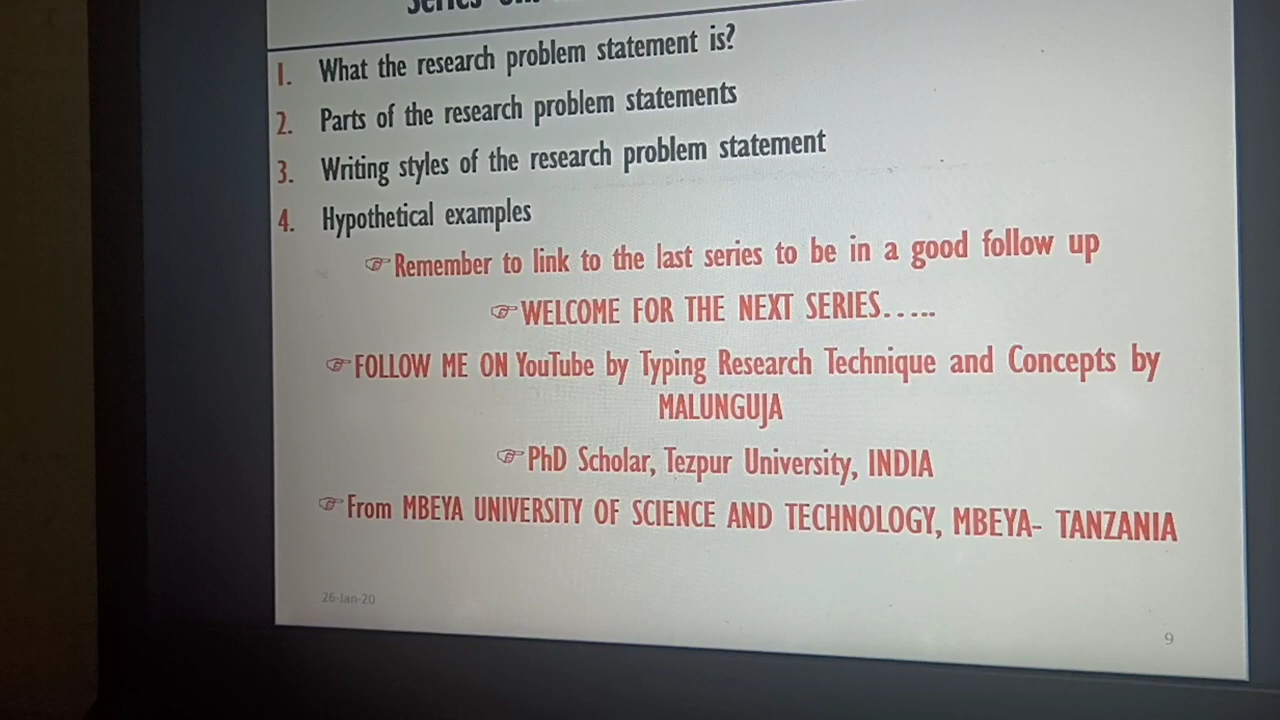 Series
1. What the research problem statement is?
2. Parts of the research problem statements
3. Writing styles of the research problem statement
4. Hypothetical examples
☞Remember to link to the last series to be in a good follow up
☞WELCOME FOR THE NEXT SERIES.....
☞FOLLOW ME ON YouTube by Typing Research Technique and Concepts by
MALUNGUJA
☞PhD Scholar, Tezpur University, INDIA
☞From MBEYA UNIVERSITY OF SCIENCE AND TECHNOLOGY, MBEYA- TANZANIA
26-Jan-20
9